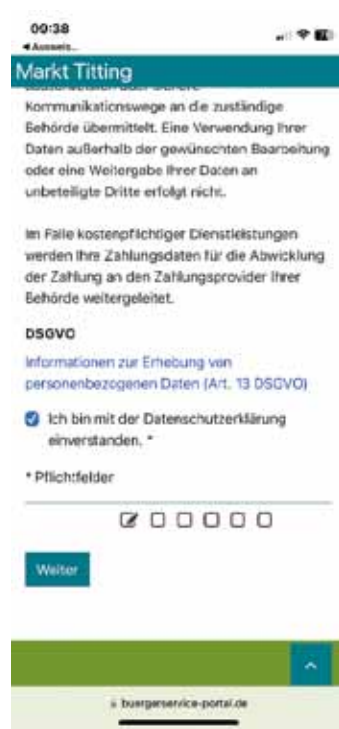 09:38
Markt Titting
Kommunikationswege an die zuständige
Behörde übermittelt. Eine Verwendung Ihrer
Daten außerhalb der gewünschten Bearbeitung
oder eine Weitergabe Ihrer Daten an
unbeteiligte Dritte erfolgt nicht.
Im Falle kostenpflichtiger Dienstleistungen
werden Ihre Zahlungsdaten für die Abwicklung
der Zahlung an den Zahlungsprovider Ihrer
Behörde weitergeleitet.
DSGVO
Informationen zur Erhebung von
personenbezogenen Daten (Art. 13 DSGVO)
Ich bin mit der Datenschutzerklärung
einverstanden. *
* Pflichtfelder
Weiter
buergerservice-portal.de